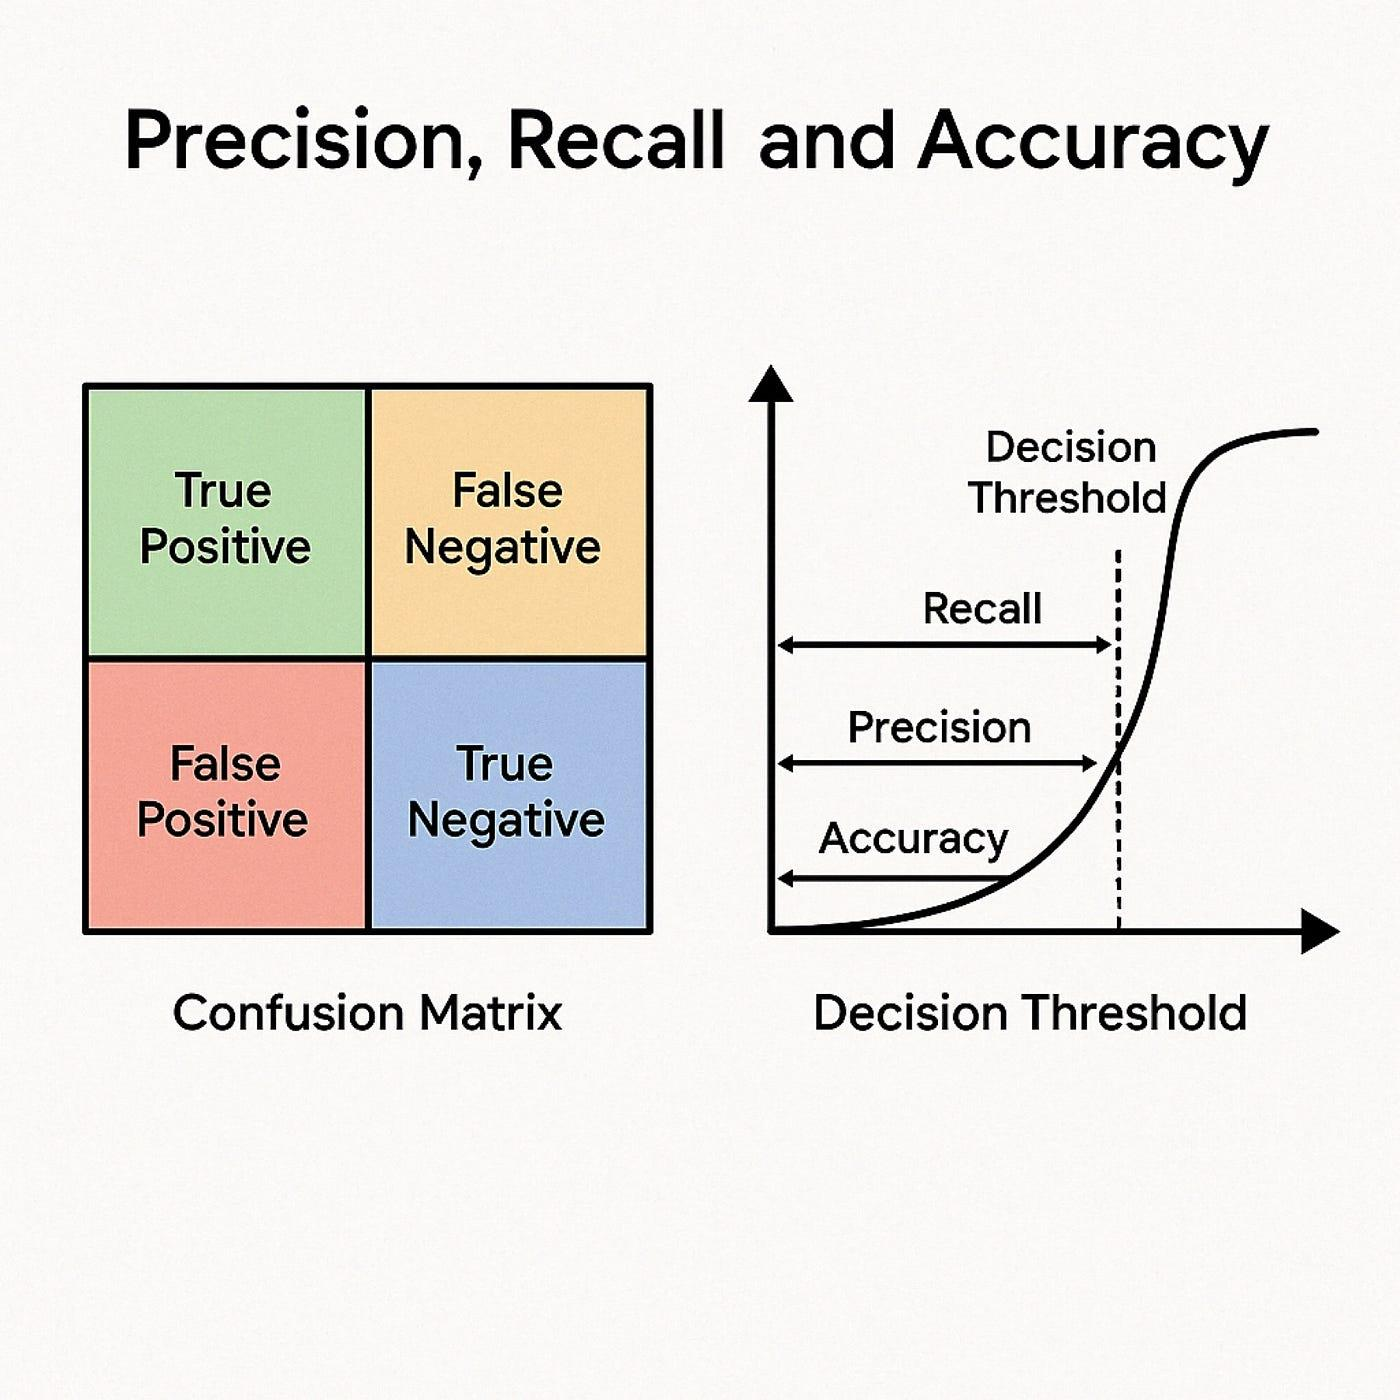 Precision, Recall and Accuracy
True
Positive
False
Negative
False
Positive
True
Negative
Confusion Matrix
Decision
Threshold
Recall
Precision
Accuracy
Decision Threshold